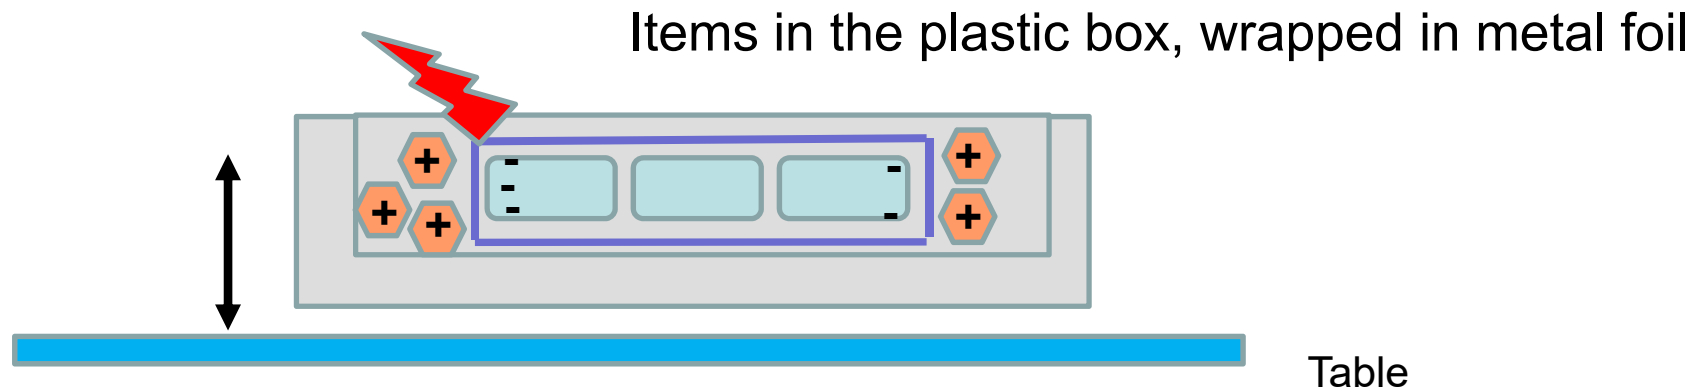 Items in the plastic box, wrapped in metal foil
+ - - +
+ - 
+ - - +
Table